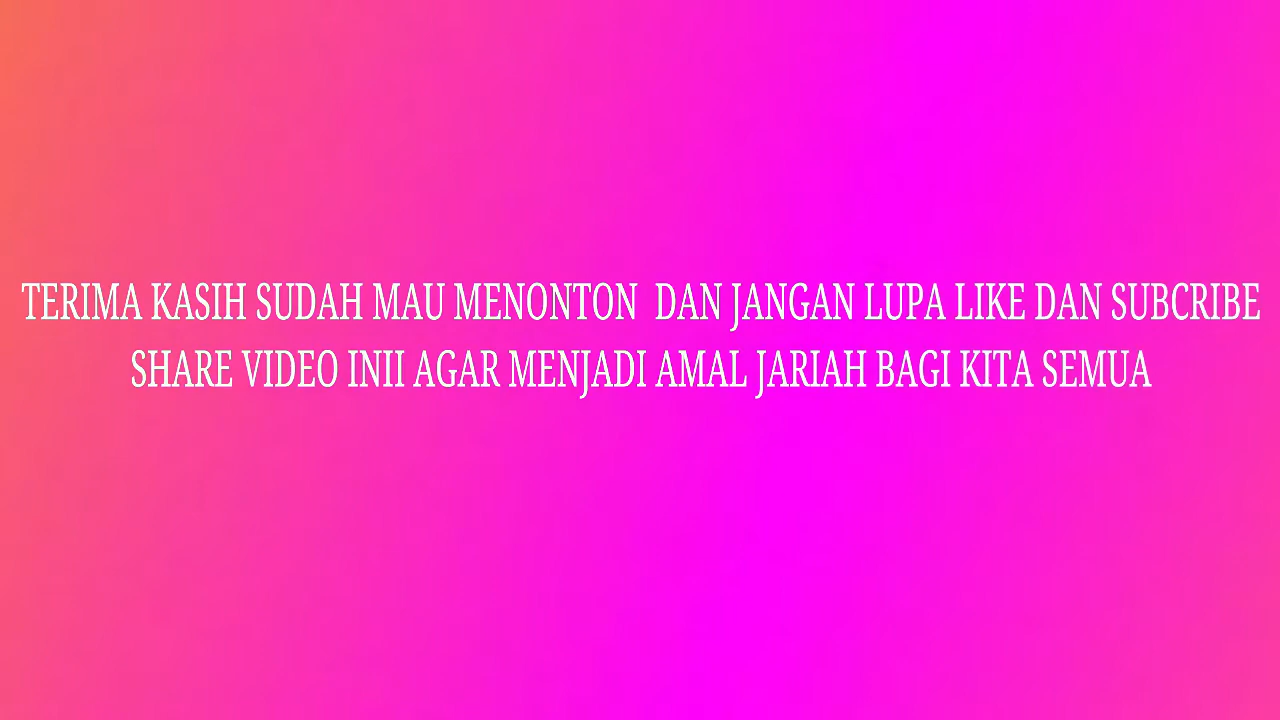 TERIMA KASIH SUDAH MAU MENONTON  DAN JANGAN LUPA LIKE DAN SUBCRIBE
SHARE VIDEO INII AGAR MENJADI AMAL JARIAH BAGI KITA SEMUA